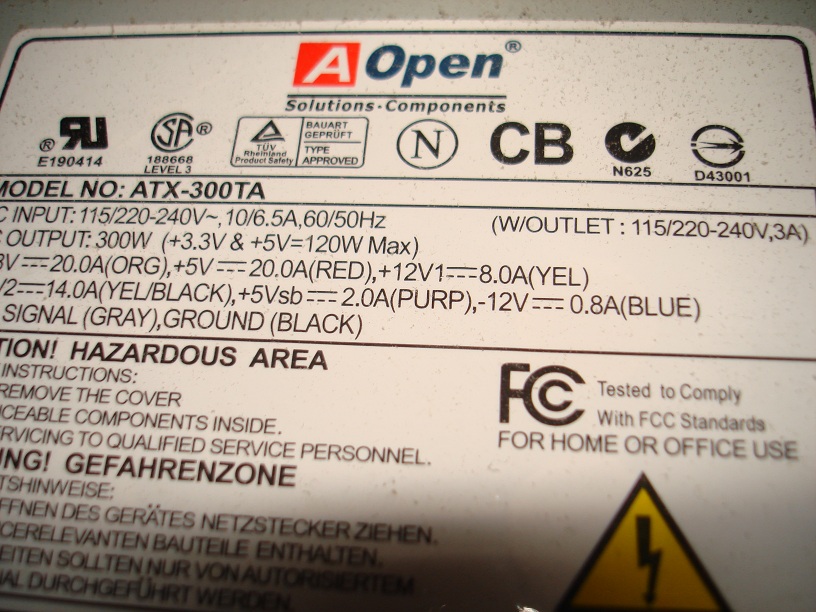 AOpen®
Solutions·Components
® RU SA ® TÜV Rheinland Product Safety BAUART GEPRÜFT TYPE APPROVED N CB
E190414 188668 LEVEL 3 N625 D43001
MODEL NO: ATX-300TA
C INPUT: 115/220-240V~, 10/6.5A,60/50Hz (W/OUTLET : 115/220-240V,3A)
C OUTPUT: 300W (+3.3V & +5V=120W Max)
3V⎓20.0A(ORG),+5V⎓20.0A(RED),+12V1⎓8.0A(YEL)
/2⎓14.0A(YEL/BLACK),+5Vsb⎓2.0A(PURP),-12V⎓0.8A(BLUE)
SIGNAL (GRAY),GROUND (BLACK)
TION! HAZARDOUS AREA
INSTRUCTIONS:
REMOVE THE COVER
ICEABLE COMPONENTS INSIDE.
RVICING TO QUALIFIED SERVICE PERSONNEL.
FC Tested to Comply
With FCC Standards
FOR HOME OR OFFICE USE
NG! GEFAHRENZONE
TSHINWEISE:
FFNEN DES GERÄTES NETZSTECKER ZIEHEN.
CERELEVANTEN BAUTEILE ENTHALTEN.
EITEN SOLLTEN NUR VON AUTORISIERTEM
AL DURCHGEFÜHRT WERDEN.